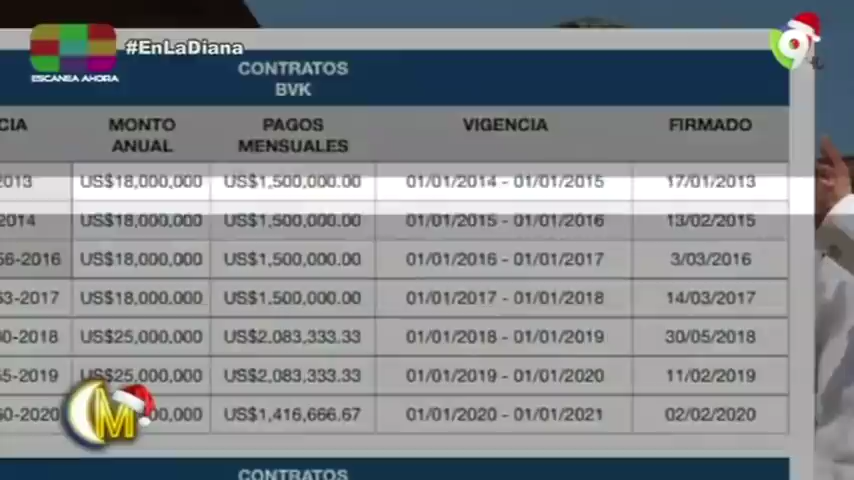 #EnLaDiana
ESCANEA AHORA
9
CONTRATOS
BVK
CIA MONTO ANUAL PAGOS MENSUALES VIGENCIA FIRMADO
2013 US$18,000,000 US$1,500,000.00 01/01/2014 - 01/01/2015 17/01/2013
2014 US$18,000,000 US$1,500,000.00 01/01/2015 - 01/01/2016 13/02/2015
56-2016 US$18,000,000 US$1,500,000.00 01/01/2016 - 01/01/2017 3/03/2016
53-2017 US$18,000,000 US$1,500,000.00 01/01/2017 - 01/01/2018 14/03/2017
0-2018 US$25,000,000 US$2,083,333.33 01/01/2018 - 01/01/2019 30/05/2018
5-2019 US$25,000,000 US$2,083,333.33 01/01/2019 - 01/01/2020 11/02/2019
60-2020 00,000 US$1,416,666.67 01/01/2020 - 01/01/2021 02/02/2020
M
CONTRATOS